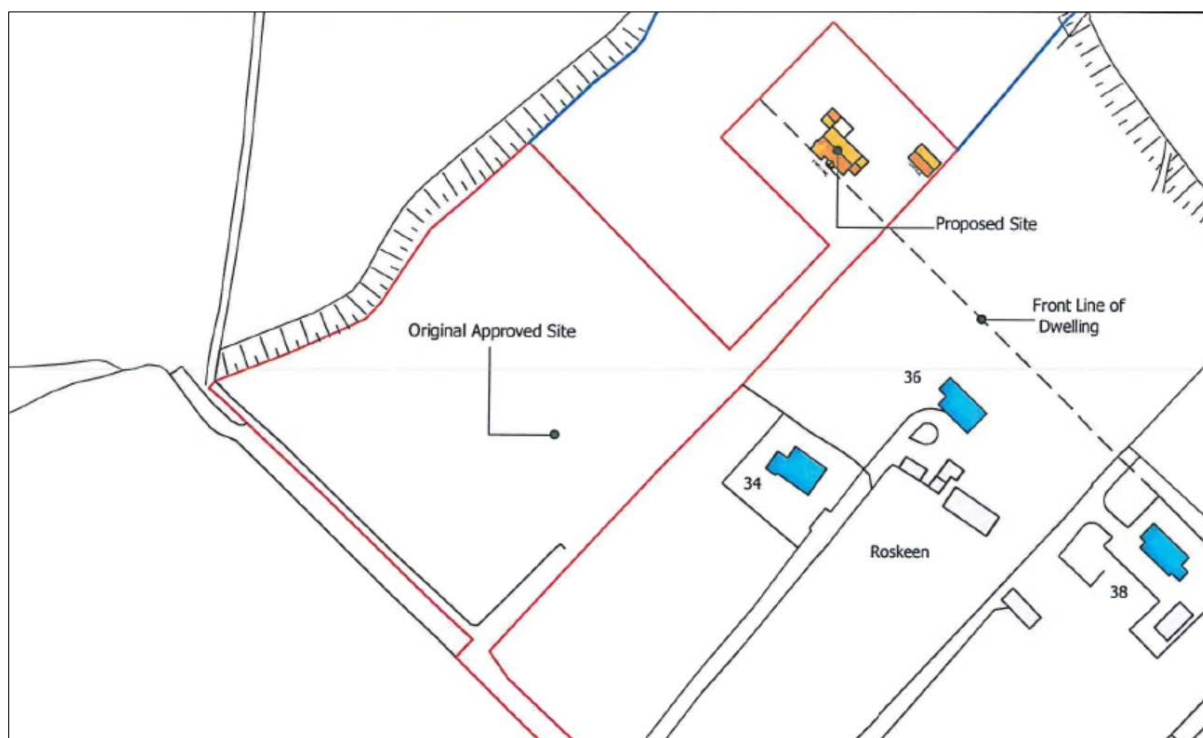 Proposed Site
Front Line of
Dwelling
Original Approved Site
36
34
Roskeen
38